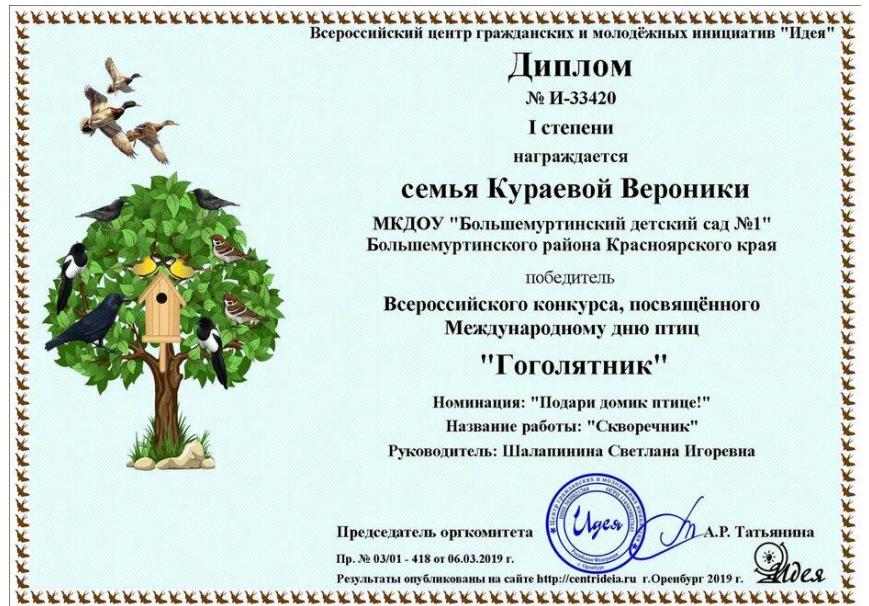 Всероссийский центр гражданских и молодёжных инициатив "Идея"
Диплом
№ И-33420
I степени
награждается
семья Кураевой Вероники
МКДОУ "Большемуртинский детский сад №1"
Большемуртинского района Красноярского края
победитель
Всероссийского конкурса, посвящённого
Международному дню птиц
"Гоголятник"
Номинация: "Подари домик птице!"
Название работы: "Скворечник"
Руководитель: Шалапинина Светлана Игоревна
Идея
Председатель оргкомитета
А.Р. Татьянина
Пр. № 03/01 - 418 от 06.03.2019 г.
Результаты опубликованы на сайте http://centrideia.ru г.Оренбург 2019 г.
Идея